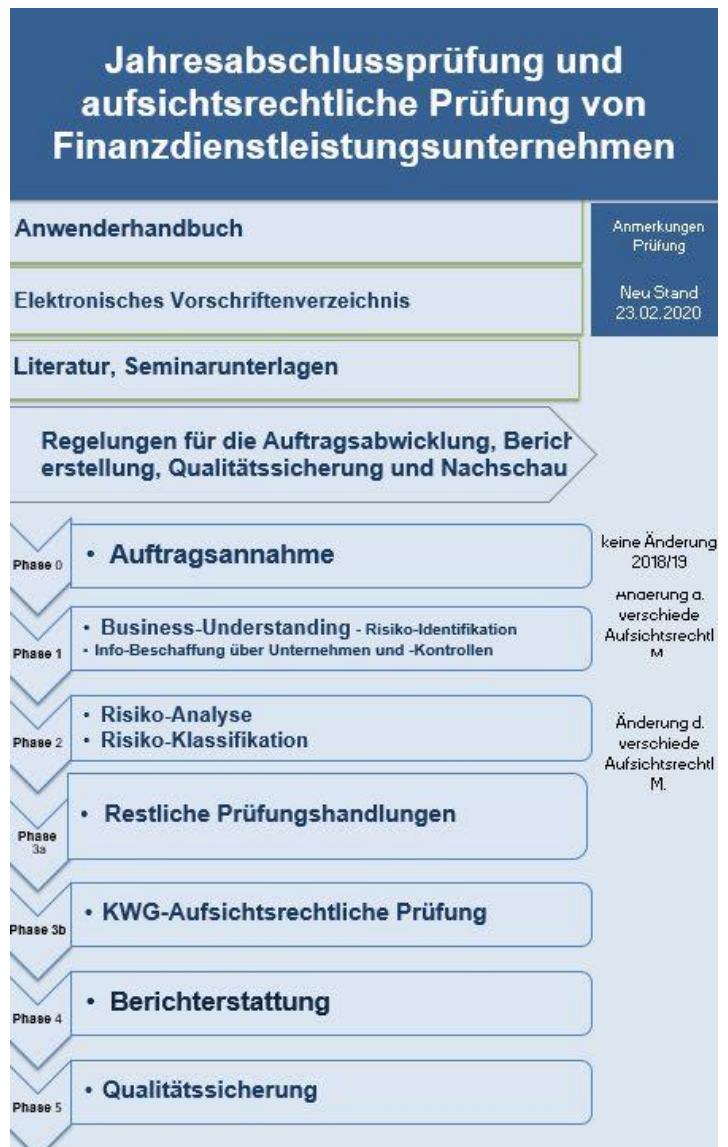 Jahresabschlussprüfung und
aufsichtsrechtliche Prüfung von
Finanzdienstleistungsunternehmen
Anwenderhandbuch
Anmerkungen
Prüfung
Elektronisches Vorschriftenverzeichnis
Neu Stand
23.02.2020
Literatur, Seminarunterlagen
Regelungen für die Auftragsabwicklung, Berich
erstellung, Qualitätssicherung und Nachschau
Phase 0
• Auftragsannahme
keine Änderung
2018/19
Phase 1
• Business-Understanding - Risiko-Identifikation
• Info-Beschaffung über Unternehmen und -Kontrollen
Änderung d.
verschiede
Aufsichtsrechtl
M
Phase 2
• Risiko-Analyse
• Risiko-Klassifikation
Änderung d.
verschiede
Aufsichtsrechtl
M.
Phase
3a
• Restliche Prüfungshandlungen
Phase 3b
• KWG-Aufsichtsrechtliche Prüfung
Phase 4
• Berichterstattung
Phase 5
• Qualitätssicherung